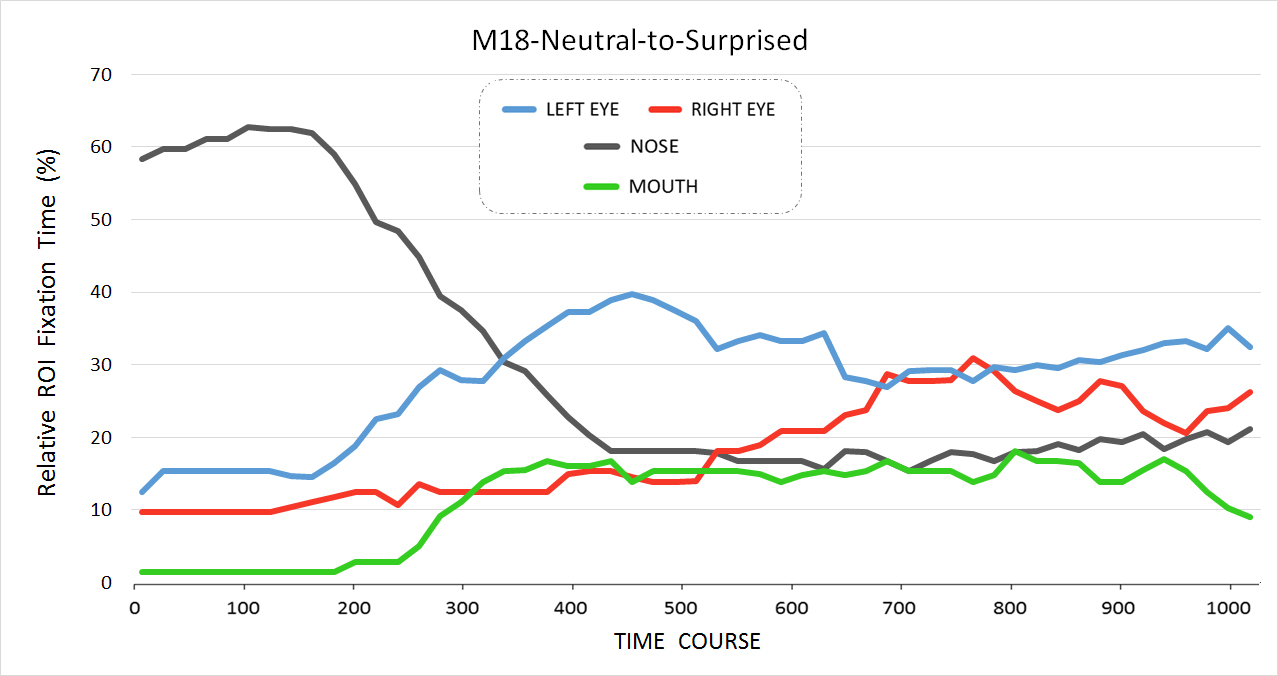 M18-Neutral-to-Surprised
LEFT EYE RIGHT EYE
NOSE
MOUTH
Relative ROI Fixation Time (%)
70
60
50
40
30
20
10
0
0 100 200 300 400 500 600 700 800 900 1000
TIME COURSE